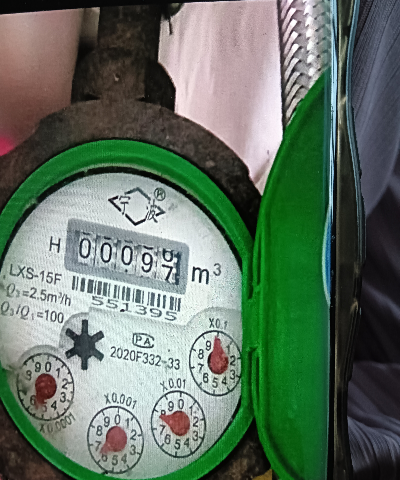 ®
H 00097 m³
LXS-15F
551395
Q₃=2.5m³/h
Q₃/Q₁=100
PA
2020F332-33
X0.1
X0.01
X0.001
X0.0001